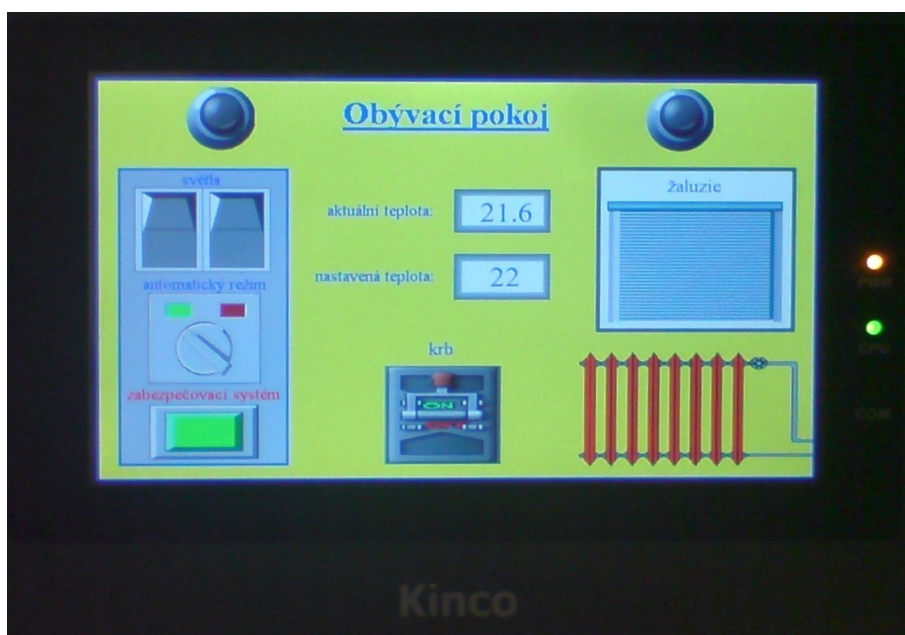 Obývací pokoj
světla
žaluzie
aktuální teplota: 21.6
nastavená teplota: 22
automatický režim
krb
ON
OFF
zabezpečovací systém
PWR
CPU
COM
Kinco